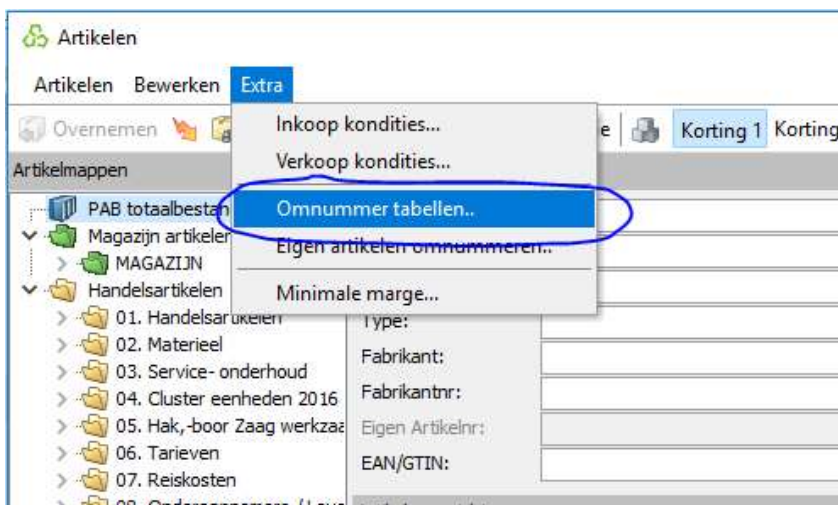 Artikelen
Artikelen Bewerken Extra
Overnemen e Korting 1 Korting
Inkoop kondities...
Verkoop kondities...
Omnummer tabellen..
Eigen artikelen omnummeren..
Minimale marge...
Artikelmappen
PAB totaalbestan
Magazijn artikelen
MAGAZIJN
Handelsartikelen
01. Handelsartikelen
02. Materieel
03. Service- onderhoud
04. Cluster eenheden 2016
05. Hak,-boor Zaag werkzaa
06. Tarieven
07. Reiskosten
Type:
Fabrikant:
Fabrikantnr:
Eigen Artikelnr:
EAN/GTIN: